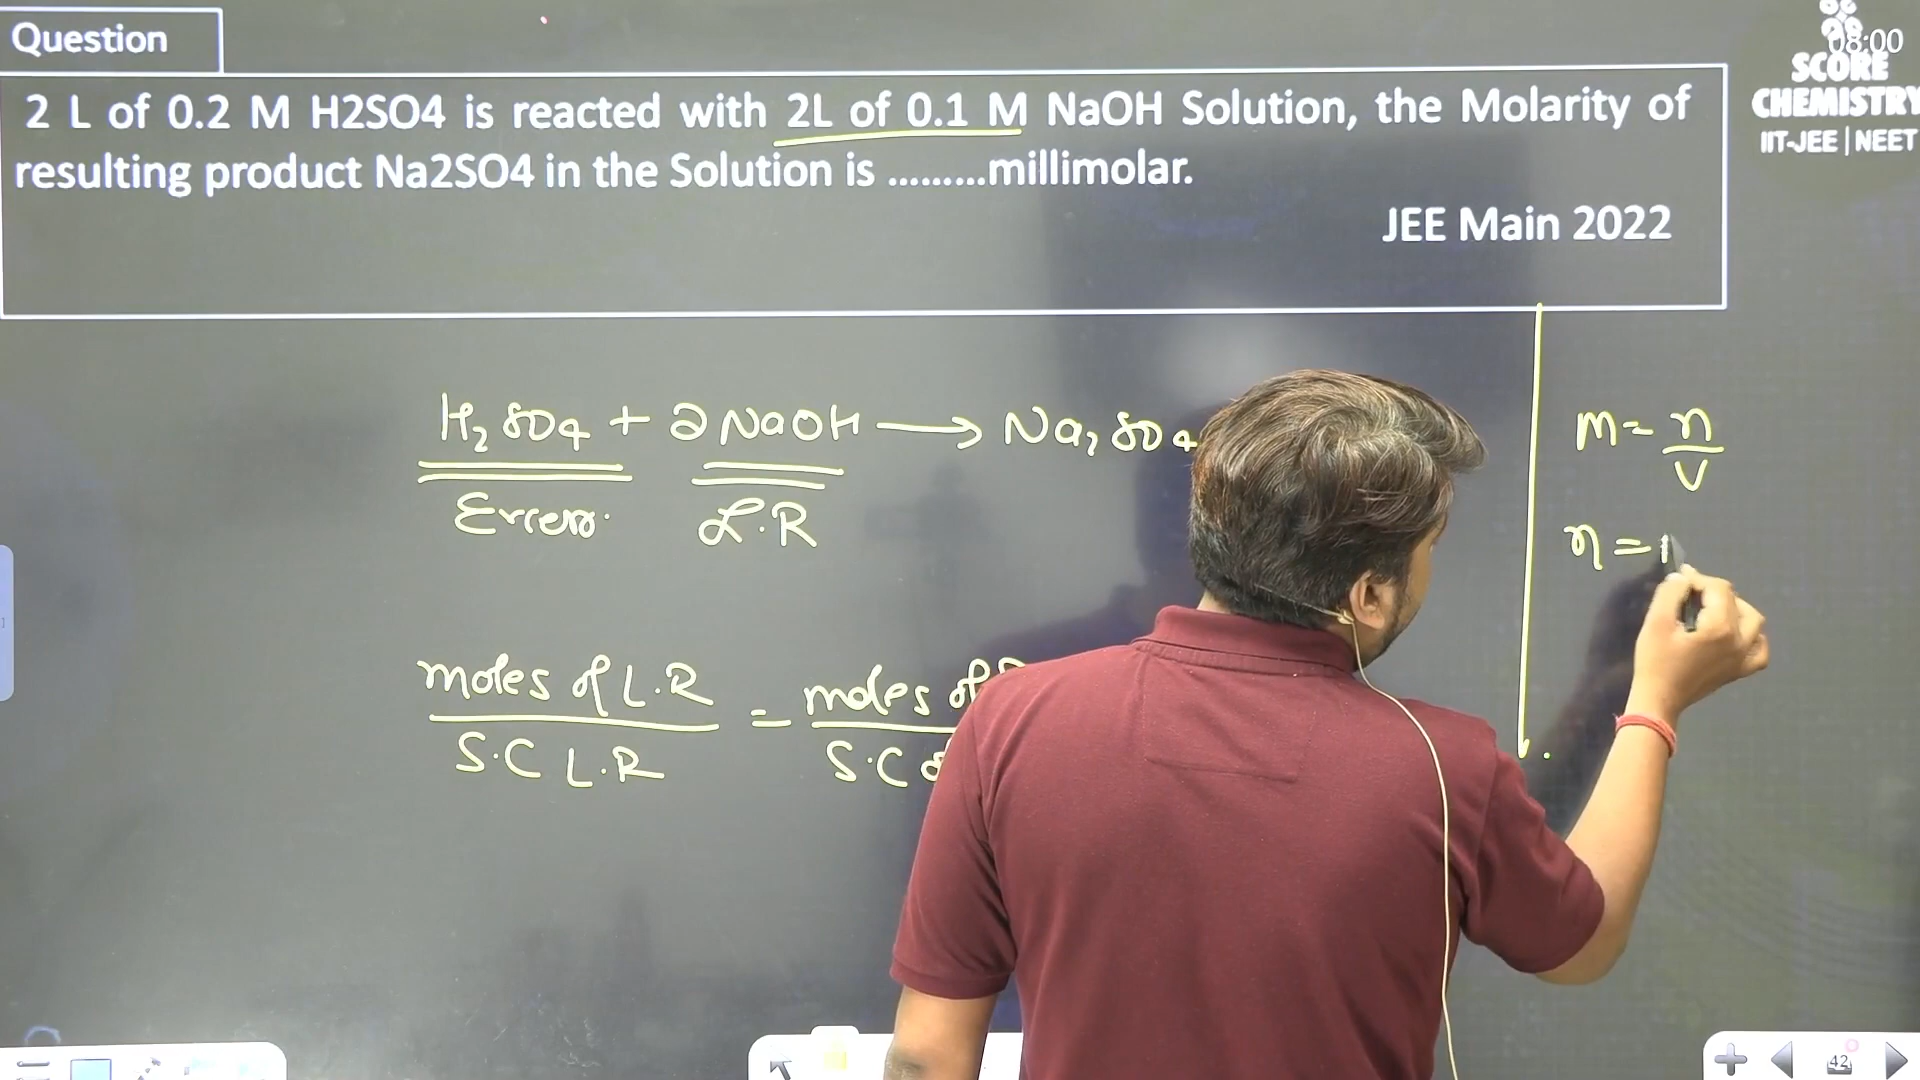 Question
08:00
SCORE
CHEMISTRY
IIT-JEE | NEET
2 L of 0.2 M H2SO4 is reacted with 2L of 0.1 M NaOH Solution, the Molarity of
resulting product Na2SO4 in the Solution is .........millimolar.
JEE Main 2022
H₂SO₄ + 2NaOH ⟶ Na₂SO₄
L.R
m = n/v
n =
moles of L.R / S.C L.R = moles of / S.C
42